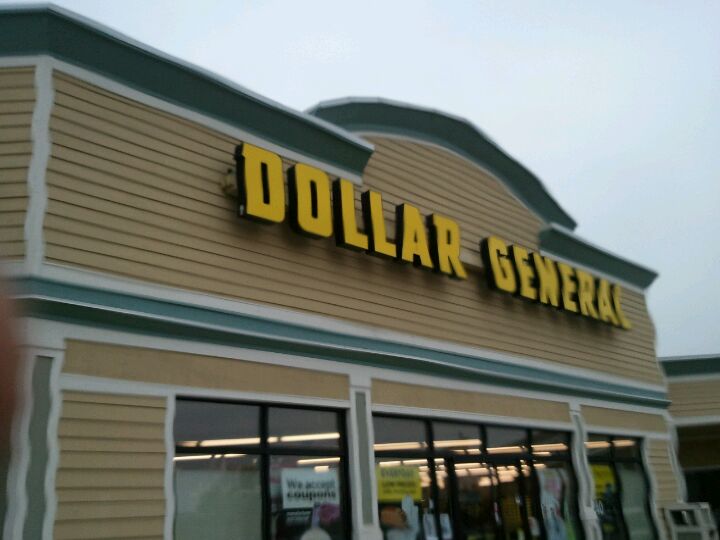 DOLLAR GENERAL
We accept
coupons